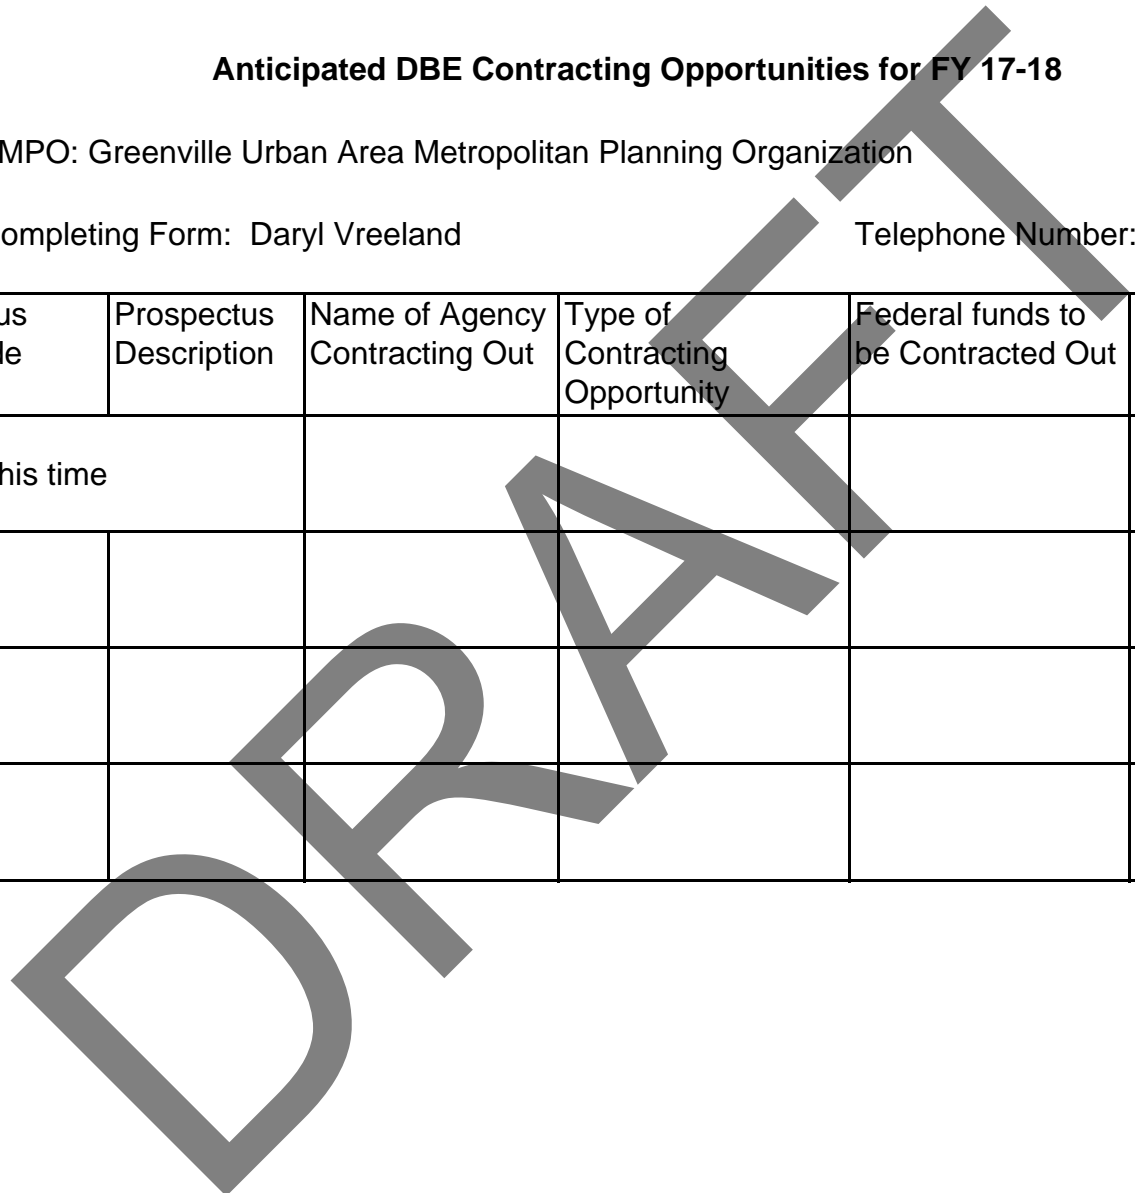 Anticipated DBE Contracting Opportunities for FY 17-18
MPO: Greenville Urban Area Metropolitan Planning Organization
ompleting Form: Daryl Vreeland Telephone Number:
us Prospectus Name of Agency Type of Federal funds to
le Description Contracting Out Contracting be Contracted Out
Opportunity
his time
DRAFT